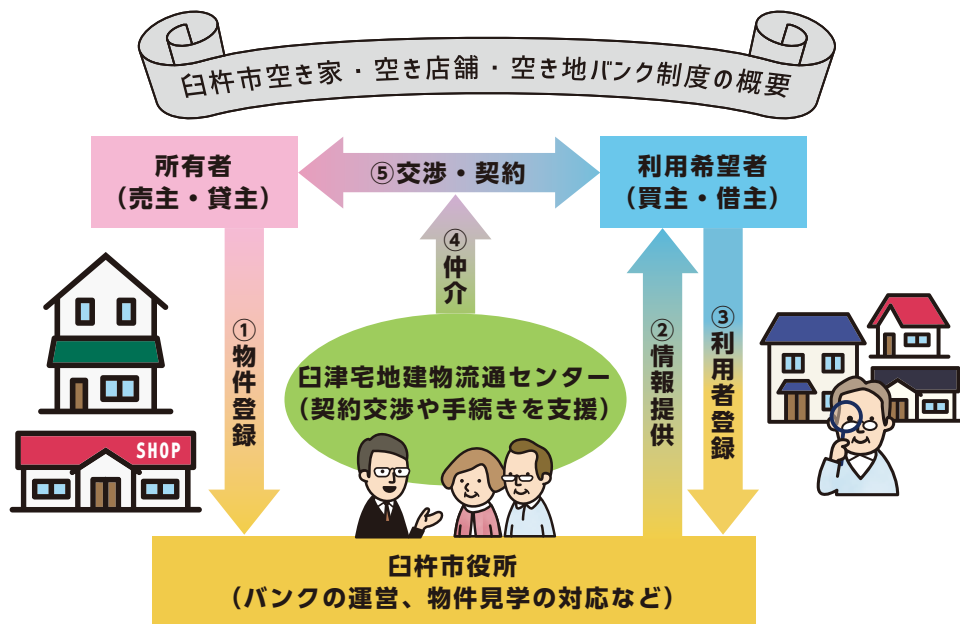 臼杵市空き家・空き店舗・空き地バンク制度の概要
所有者
（売主・貸主）
⑤交渉・契約
利用希望者
（買主・借主）
④仲介
①物件登録
②情報提供
③利用者登録
臼津宅地建物流通センター
（契約交渉や手続きを支援）
SHOP
臼杵市役所
（バンクの運営、物件見学の対応など）